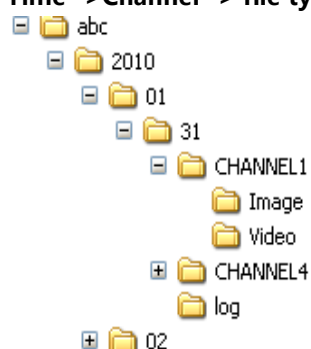 Time ->Channel -> file ty
abc
2010
01
31
CHANNEL1
Image
Video
CHANNEL4
log
02